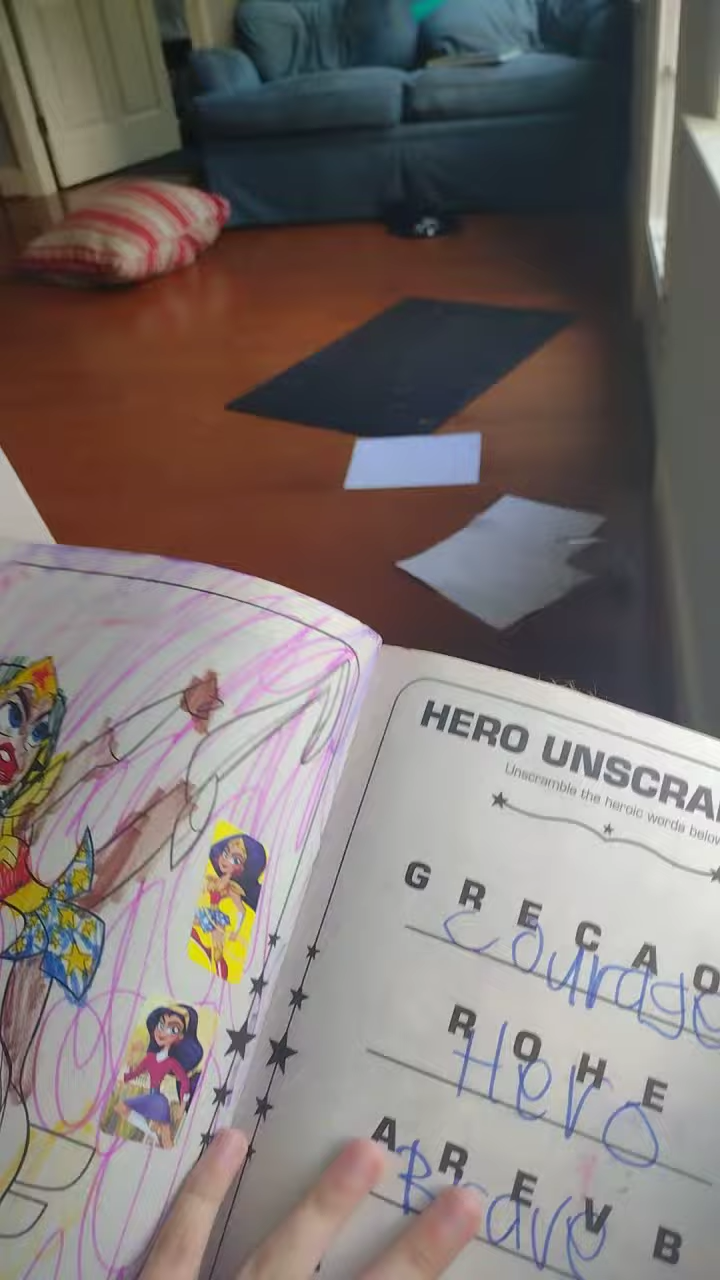 HERO UNSCRA
Unscramble the heroic words below
G R E C A O
Courage
R O H E
Hero
A R E V B
Brave